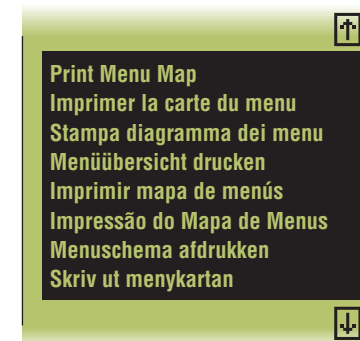 Print Menu Map
Imprimer la carte du menu
Stampa diagramma dei menu
Menüübersicht drucken
Imprimir mapa de menús
Impressão do Mapa de Menus
Menuschema afdrukken
Skriv ut menykartan